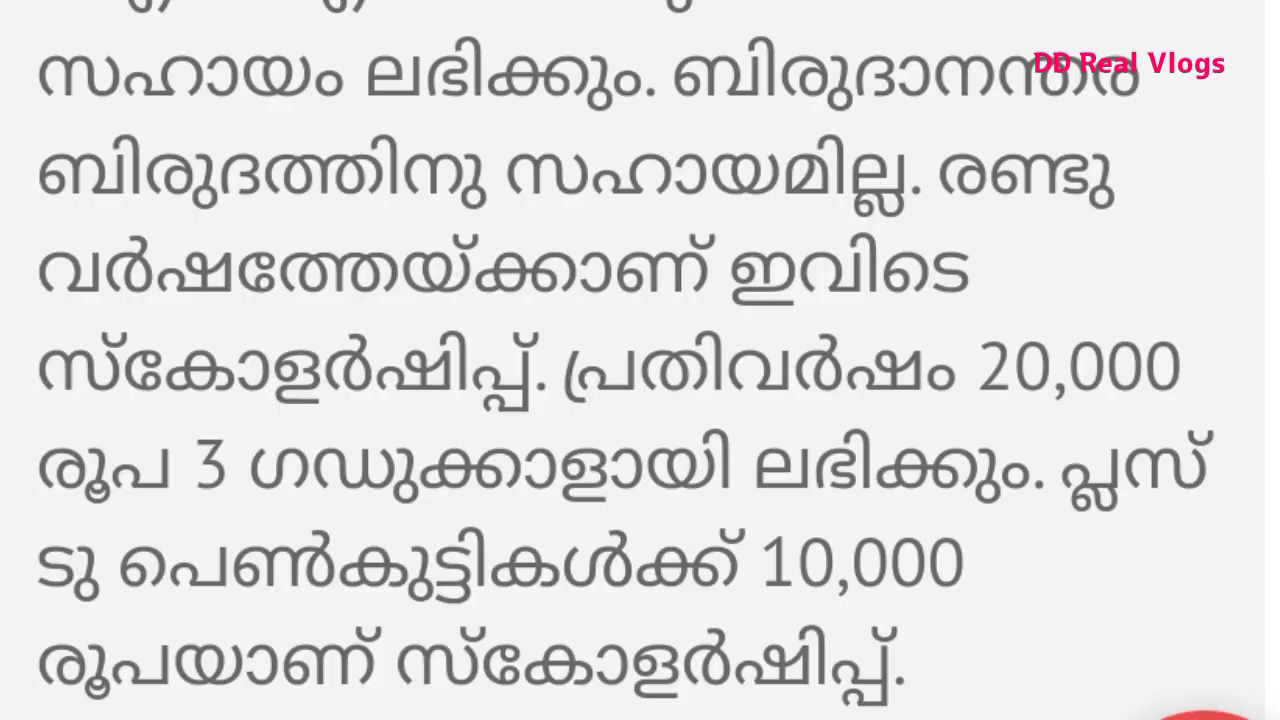 സഹായം ലഭിക്കും. ബിരുദാനന്തര
DD Real Vlogs
ബിരുദത്തിനു സഹായമില്ല. രണ്ടു
വർഷത്തേയ്ക്കാണ് ഇവിടെ
സ്കോളർഷിപ്പ്. പ്രതിവർഷം 20,000
രൂപ 3 ഗഡുക്കാളായി ലഭിക്കും. പ്ലസ്
ടു പെൺകുട്ടികൾക്ക് 10,000
രൂപയാണ് സ്കോളർഷിപ്പ്.